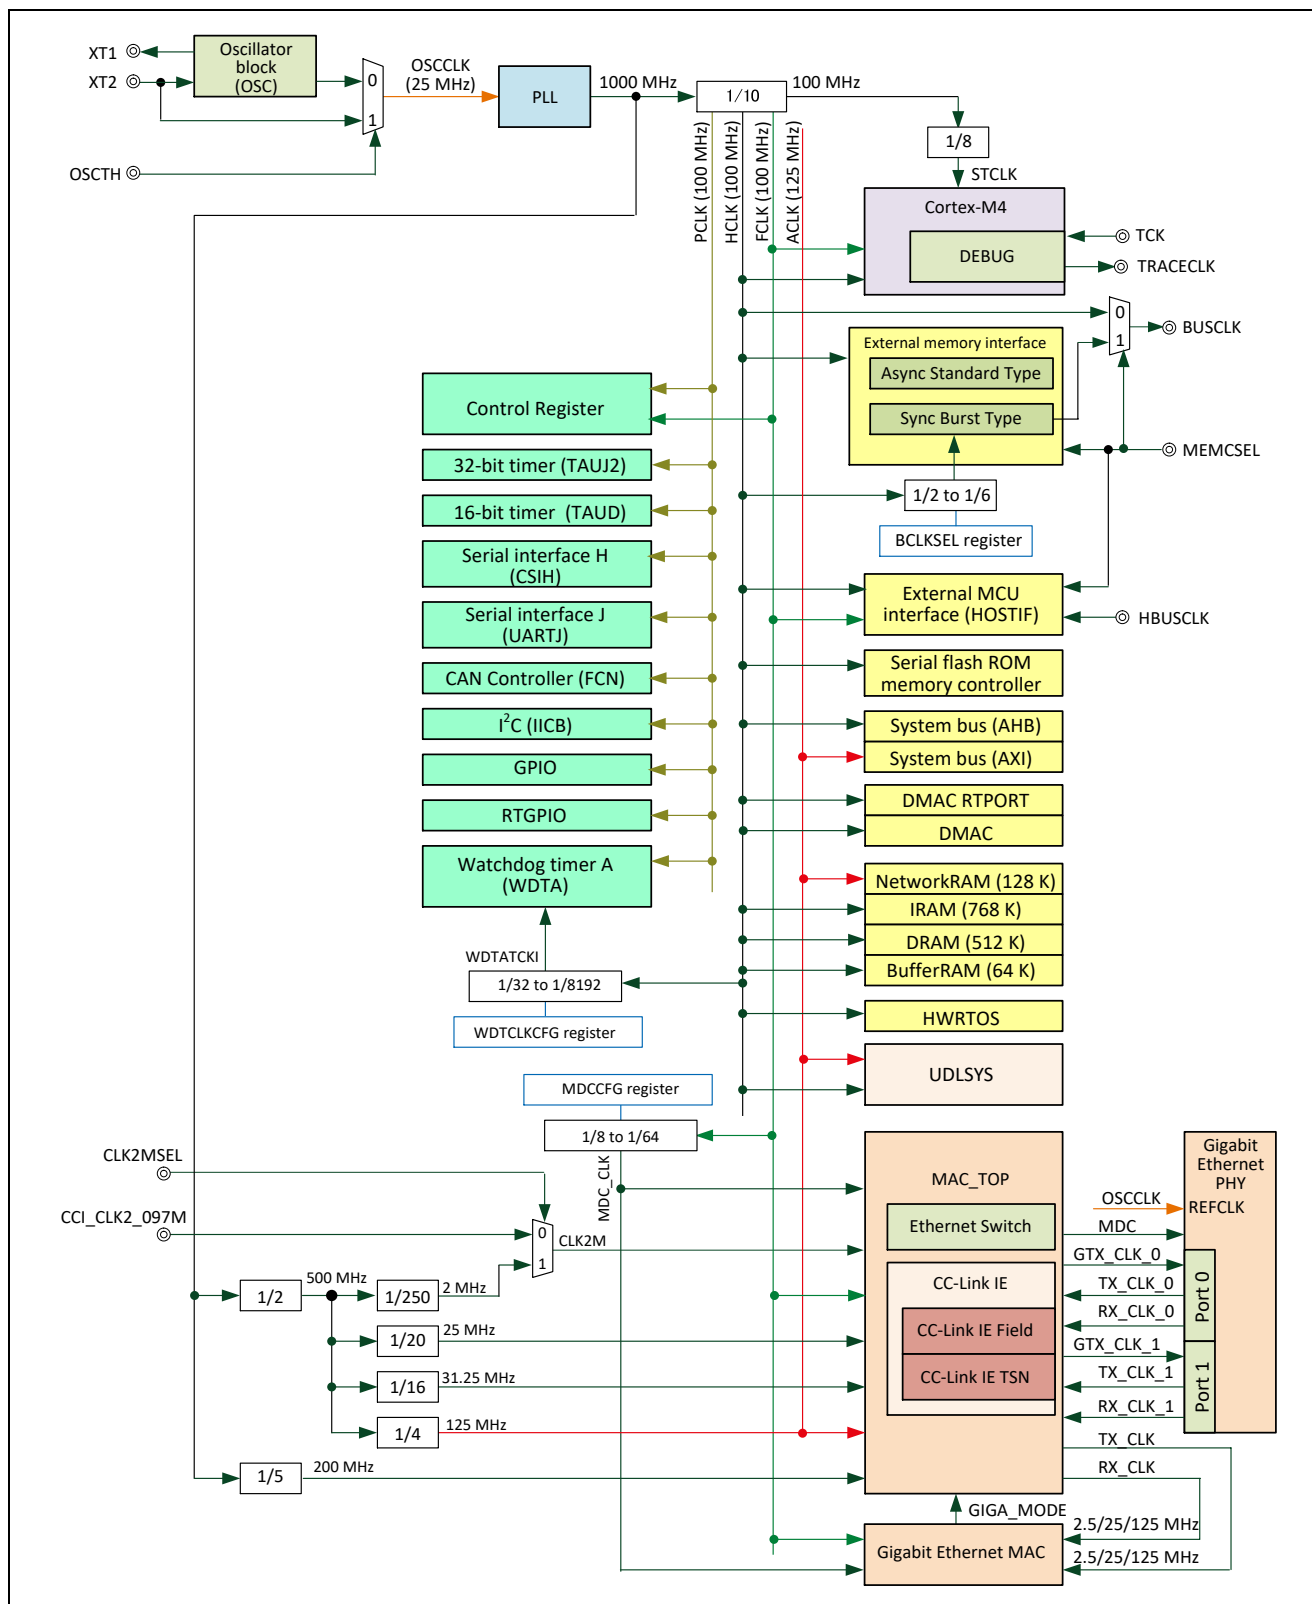 XT1
XT2
Oscillator
block
(OSC)
0
1
OSCCLK
(25 MHz)
PLL
1000 MHz
1/10
100 MHz
1/8
STCLK
OSCTH
PCLK (100 MHz)
HCLK (100 MHz)
FCLK (100 MHz)
ACLK (125 MHz)
Cortex-M4
DEBUG
TCK
TRACECLK
0
1
BUSCLK
External memory interface
Async Standard Type
Sync Burst Type
MEMCSEL
1/2 to 1/6
BCLKSEL register
Control Register
32-bit timer (TAUJ2)
16-bit timer (TAUD)
Serial interface H
(CSIH)
Serial interface J
(UARTJ)
CAN Controller (FCN)
I2C (IICB)
GPIO
RTGPIO
Watchdog timer A
(WDTA)
WDTATCKI
1/32 to 1/8192
WDTCLKCFG register
External MCU
interface (HOSTIF)
HBUSCLK
Serial flash ROM
memory controller
System bus (AHB)
System bus (AXI)
DMAC RTPORT
DMAC
NetworkRAM (128 K)
IRAM (768 K)
DRAM (512 K)
BufferRAM (64 K)
HWRTOS
UDLSYS
MDCCFG register
1/8 to 1/64
MDC_CLK
CLK2MSEL
CCI_CLK2_097M
0
1
CLK2M
1/2
500 MHz
1/250
2 MHz
1/20
25 MHz
1/16
31.25 MHz
1/4
125 MHz
1/5
200 MHz
MAC_TOP
Ethernet Switch
CC-Link IE
CC-Link IE Field
CC-Link IE TSN
Gigabit
Ethernet
PHY
OSCCLK
REFCLK
MDC
GTX_CLK_0
TX_CLK_0
RX_CLK_0
Port 0
GTX_CLK_1
TX_CLK_1
RX_CLK_1
Port 1
TX_CLK
RX_CLK
GIGA_MODE
Gigabit Ethernet MAC
2.5/25/125 MHz
2.5/25/125 MHz